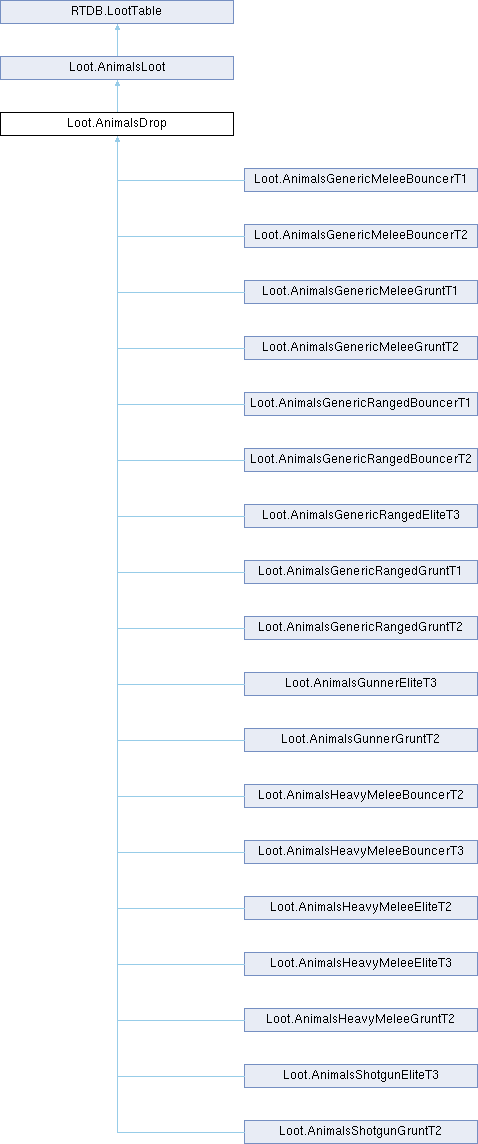 RTDB.LootTable
Loot.AnimalsLoot
Loot.AnimalsDrop
Loot.AnimalsGenericMeleeBouncerT1
Loot.AnimalsGenericMeleeBouncerT2
Loot.AnimalsGenericMeleeGruntT1
Loot.AnimalsGenericMeleeGruntT2
Loot.AnimalsGenericRangedBouncerT1
Loot.AnimalsGenericRangedBouncerT2
Loot.AnimalsGenericRangedEliteT3
Loot.AnimalsGenericRangedGruntT1
Loot.AnimalsGenericRangedGruntT2
Loot.AnimalsGunnerEliteT3
Loot.AnimalsGunnerGruntT2
Loot.AnimalsHeavyMeleeBouncerT2
Loot.AnimalsHeavyMeleeBouncerT3
Loot.AnimalsHeavyMeleeEliteT2
Loot.AnimalsHeavyMeleeEliteT3
Loot.AnimalsHeavyMeleeGruntT2
Loot.AnimalsShotgunEliteT3
Loot.AnimalsShotgunGruntT2